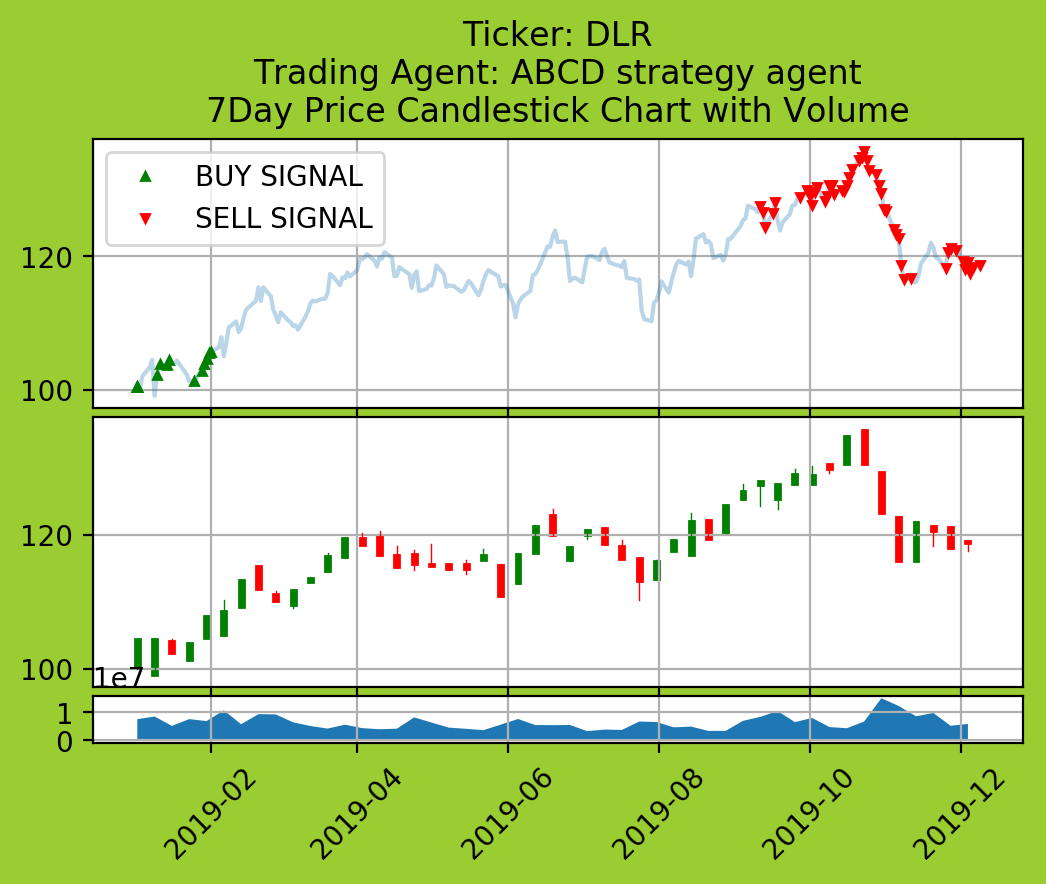 Ticker: DLR
Trading Agent: ABCD strategy agent
7Day Price Candlestick Chart with Volume
BUY SIGNAL
SELL SIGNAL
120
100
120
100
1e7
1
0
2019-02
2019-04
2019-06
2019-08
2019-10
2019-12